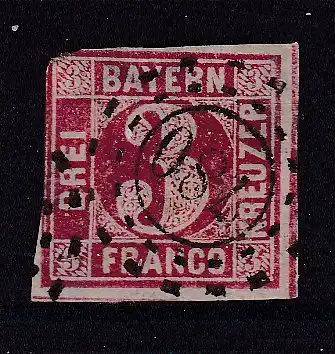 BAYERN
DREI
3
KREUZER
FRANCO